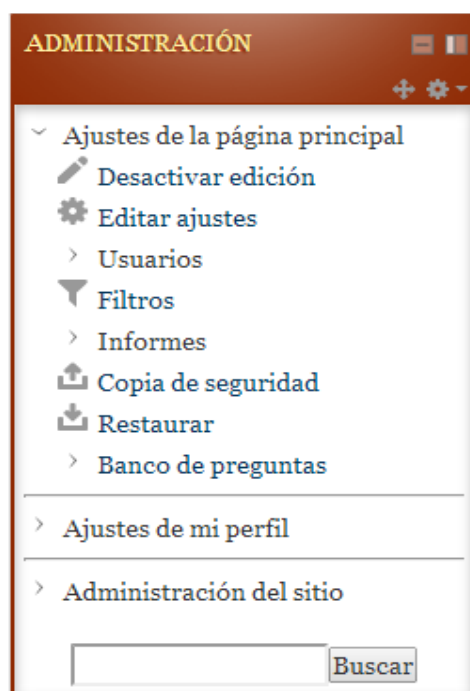 ADMINISTRACIÓN
Ajustes de la página principal
Desactivar edición
Editar ajustes
Usuarios
Filtros
Informes
Copia de seguridad
Restaurar
Banco de preguntas
Ajustes de mi perfil
Administración del sitio
Buscar